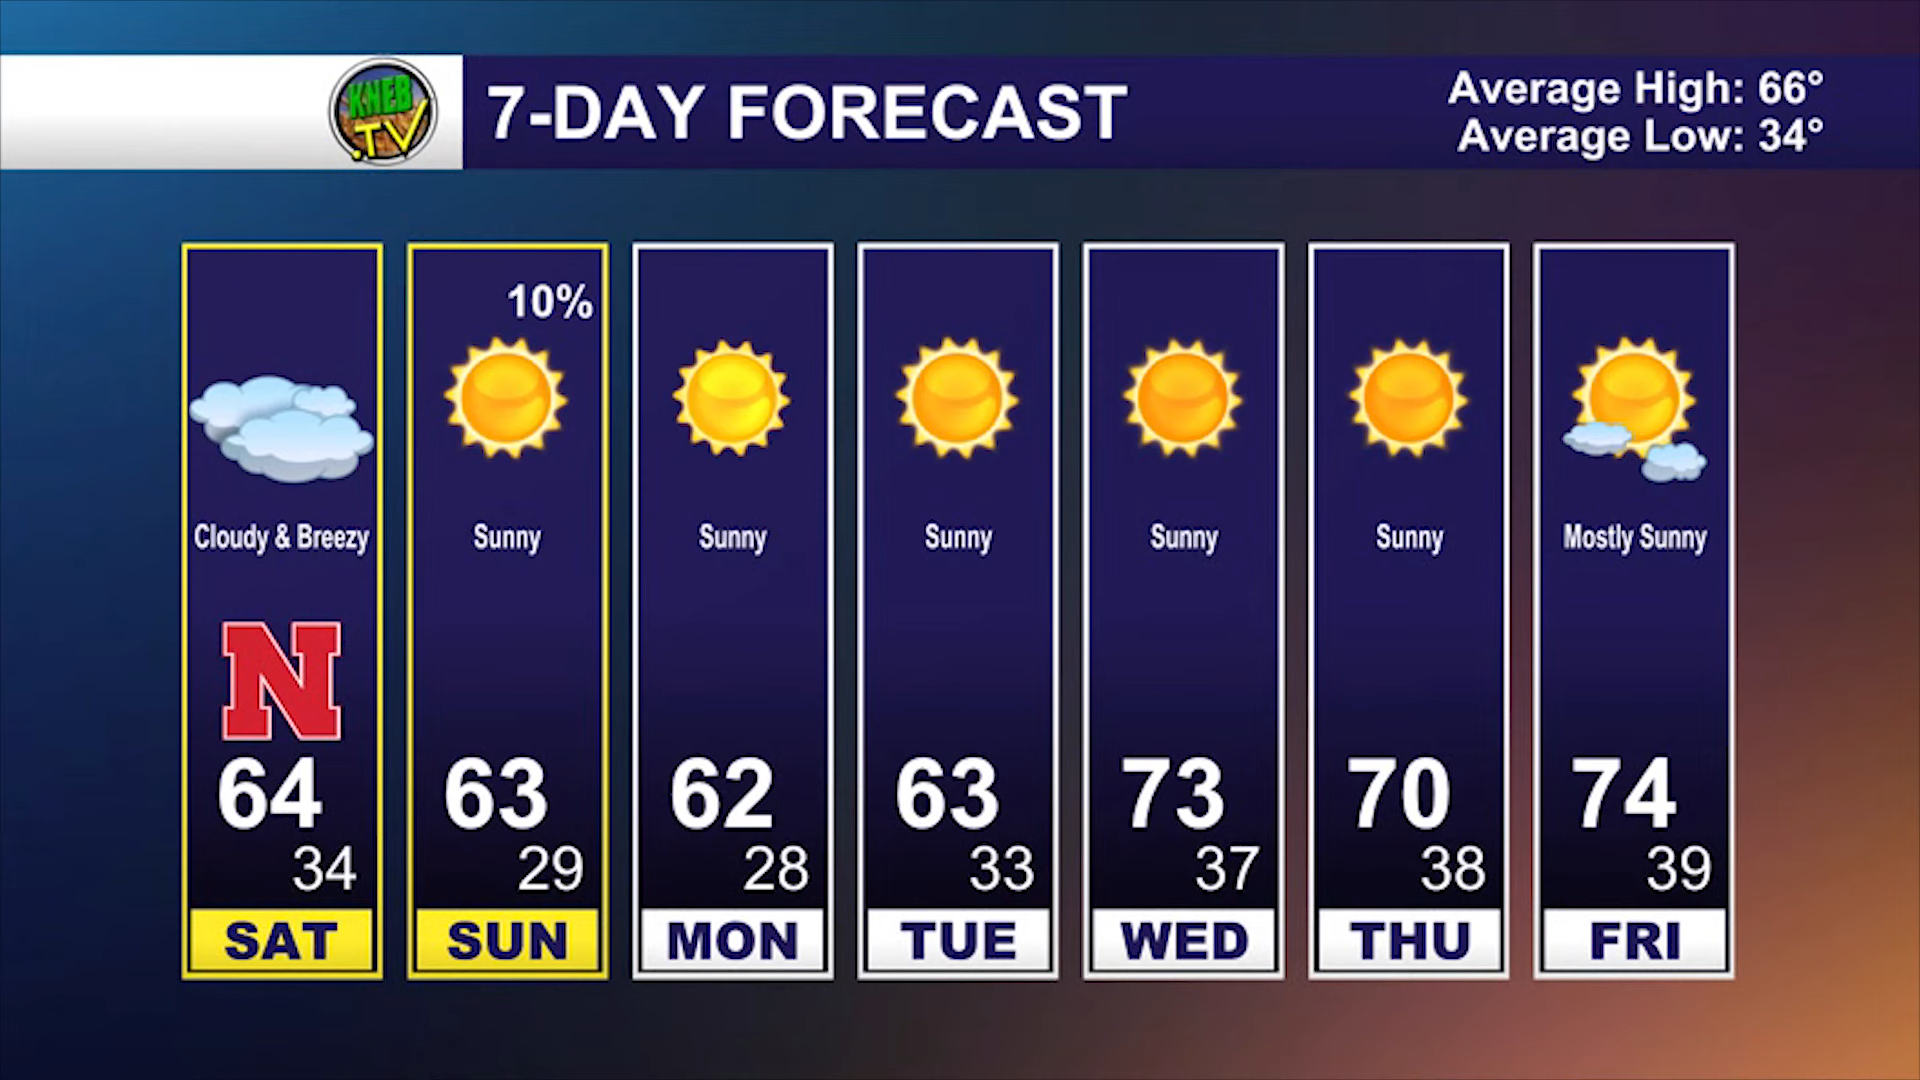 KNEB
.TV
7-DAY FORECAST
Average High: 66°
Average Low: 34°
Cloudy & Breezy
N
64
34
SAT
10%
Sunny
63
29
SUN
Sunny
62
28
MON
Sunny
63
33
TUE
Sunny
73
37
WED
Sunny
70
38
THU
Mostly Sunny
74
39
FRI